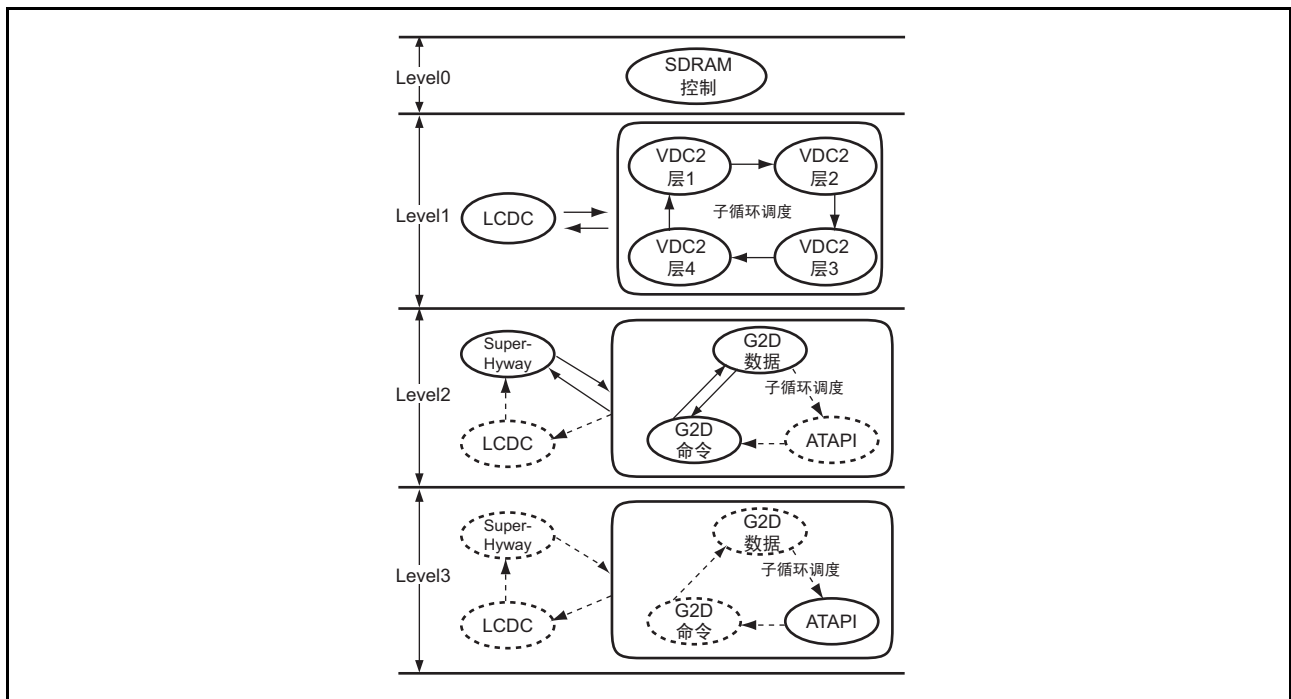 Level0
SDRAM
控制
Level1
LCDC
VDC2
层1
VDC2
层2
子循环调度
VDC2
层4
VDC2
层3
Level2
Super-
Hyway
LCDC
G2D
数据
子循环调度
G2D
命令
ATAPI
Level3
Super-
Hyway
LCDC
G2D
数据
子循环调度
G2D
命令
ATAPI